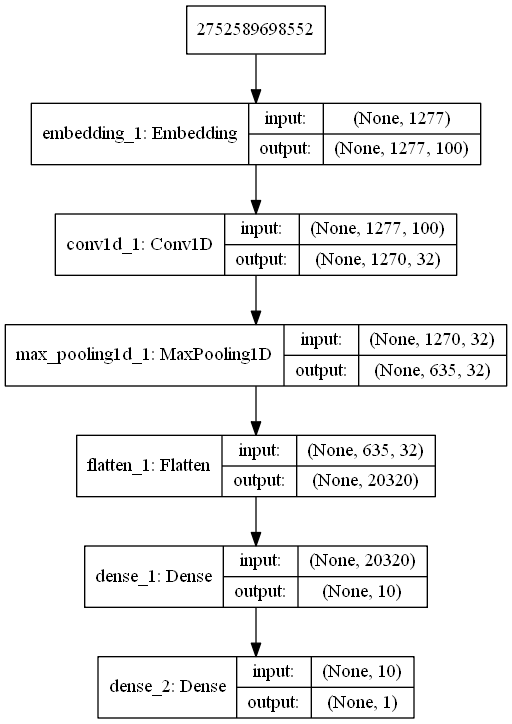 2752589698552
embedding_1: Embedding
input: (None, 1277)
output: (None, 1277, 100)
conv1d_1: Conv1D
input: (None, 1277, 100)
output: (None, 1270, 32)
max_pooling1d_1: MaxPooling1D
input: (None, 1270, 32)
output: (None, 635, 32)
flatten_1: Flatten
input: (None, 635, 32)
output: (None, 20320)
dense_1: Dense
input: (None, 20320)
output: (None, 10)
dense_2: Dense
input: (None, 10)
output: (None, 1)